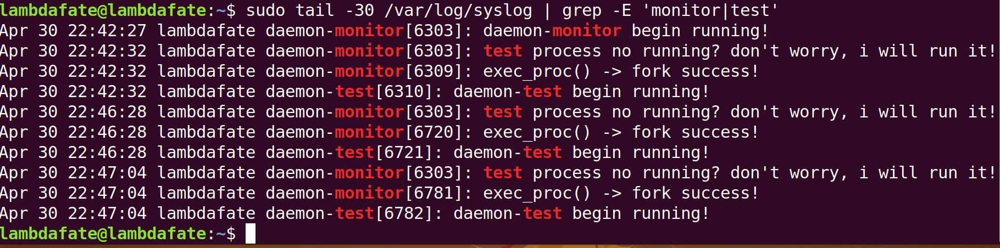 lambdafate@lambdafate:~$ sudo tail -30 /var/log/syslog | grep -E 'monitor|test'
Apr 30 22:42:27 lambdafate daemon-monitor[6303]: daemon-monitor begin running!
Apr 30 22:42:32 lambdafate daemon-monitor[6303]: test process no running? don't worry, i will run it!
Apr 30 22:42:32 lambdafate daemon-monitor[6309]: exec_proc() -> fork success!
Apr 30 22:42:32 lambdafate daemon-test[6310]: daemon-test begin running!
Apr 30 22:46:28 lambdafate daemon-monitor[6303]: test process no running? don't worry, i will run it!
Apr 30 22:46:28 lambdafate daemon-monitor[6720]: exec_proc() -> fork success!
Apr 30 22:46:28 lambdafate daemon-test[6721]: daemon-test begin running!
Apr 30 22:47:04 lambdafate daemon-monitor[6303]: test process no running? don't worry, i will run it!
Apr 30 22:47:04 lambdafate daemon-monitor[6781]: exec_proc() -> fork success!
Apr 30 22:47:04 lambdafate daemon-test[6782]: daemon-test begin running!
lambdafate@lambdafate:~$